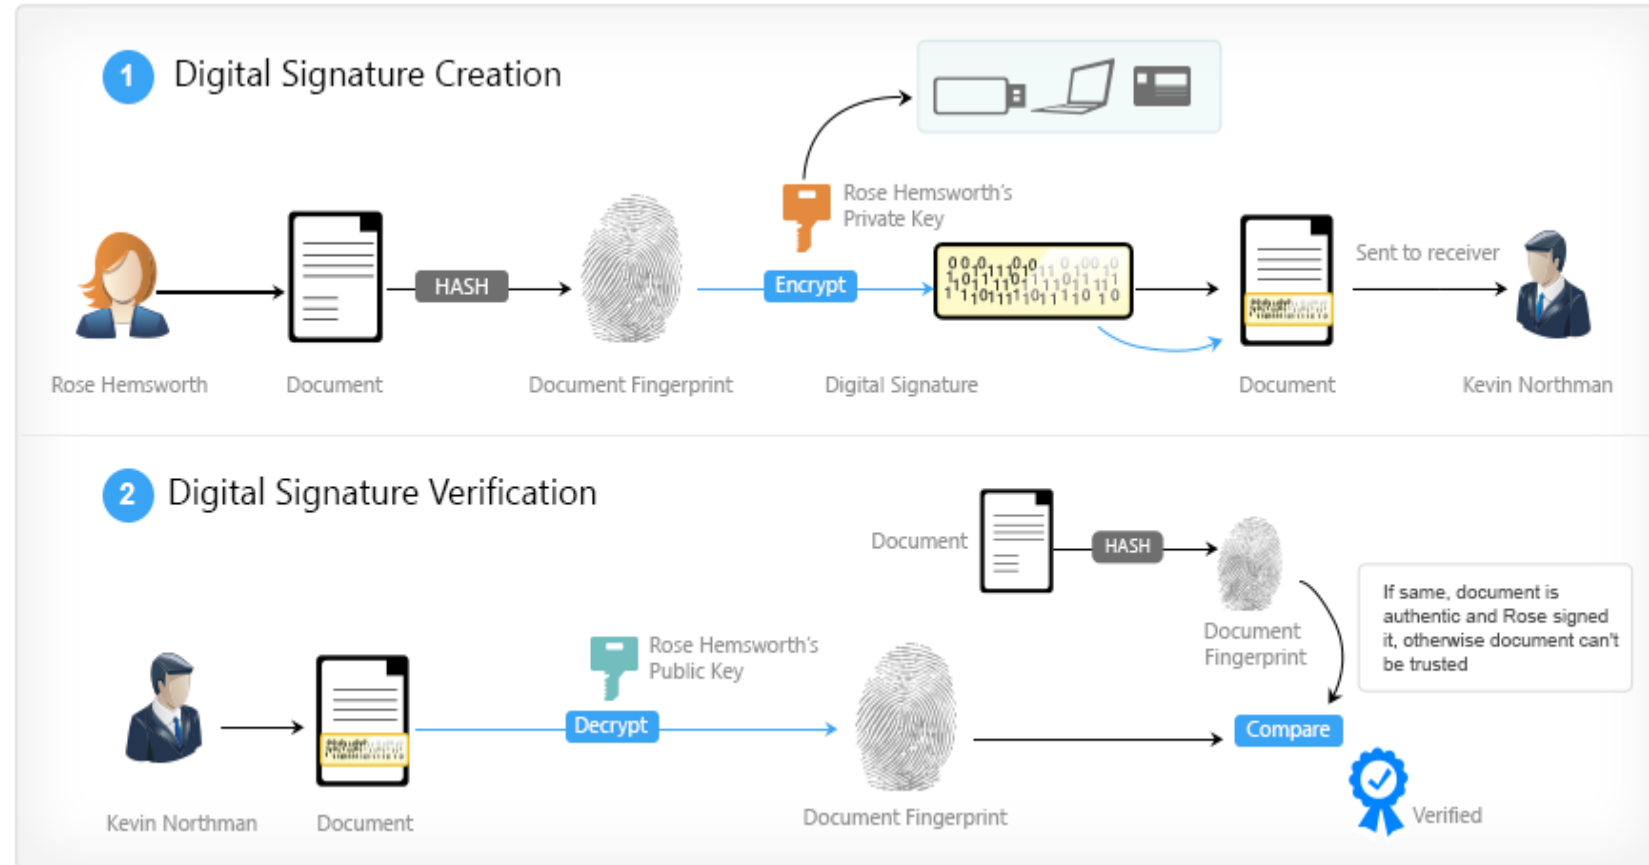 1 Digital Signature Creation
Rose Hemsworth's
Private Key
Sent to receiver
HASH
Encrypt
0 0 0
Rose Hemsworth
Document
Document Fingerprint
Digital Signature
Document
Kevin Northman
2 Digital Signature Verification
Document
HASH
If same, document is
authentic and Rose signed
it, otherwise document can't
be trusted
Document
Fingerprint
Rose Hemsworth's
Public Key
Decrypt
Compare
Kevin Northman
Document
Document Fingerprint
Verified